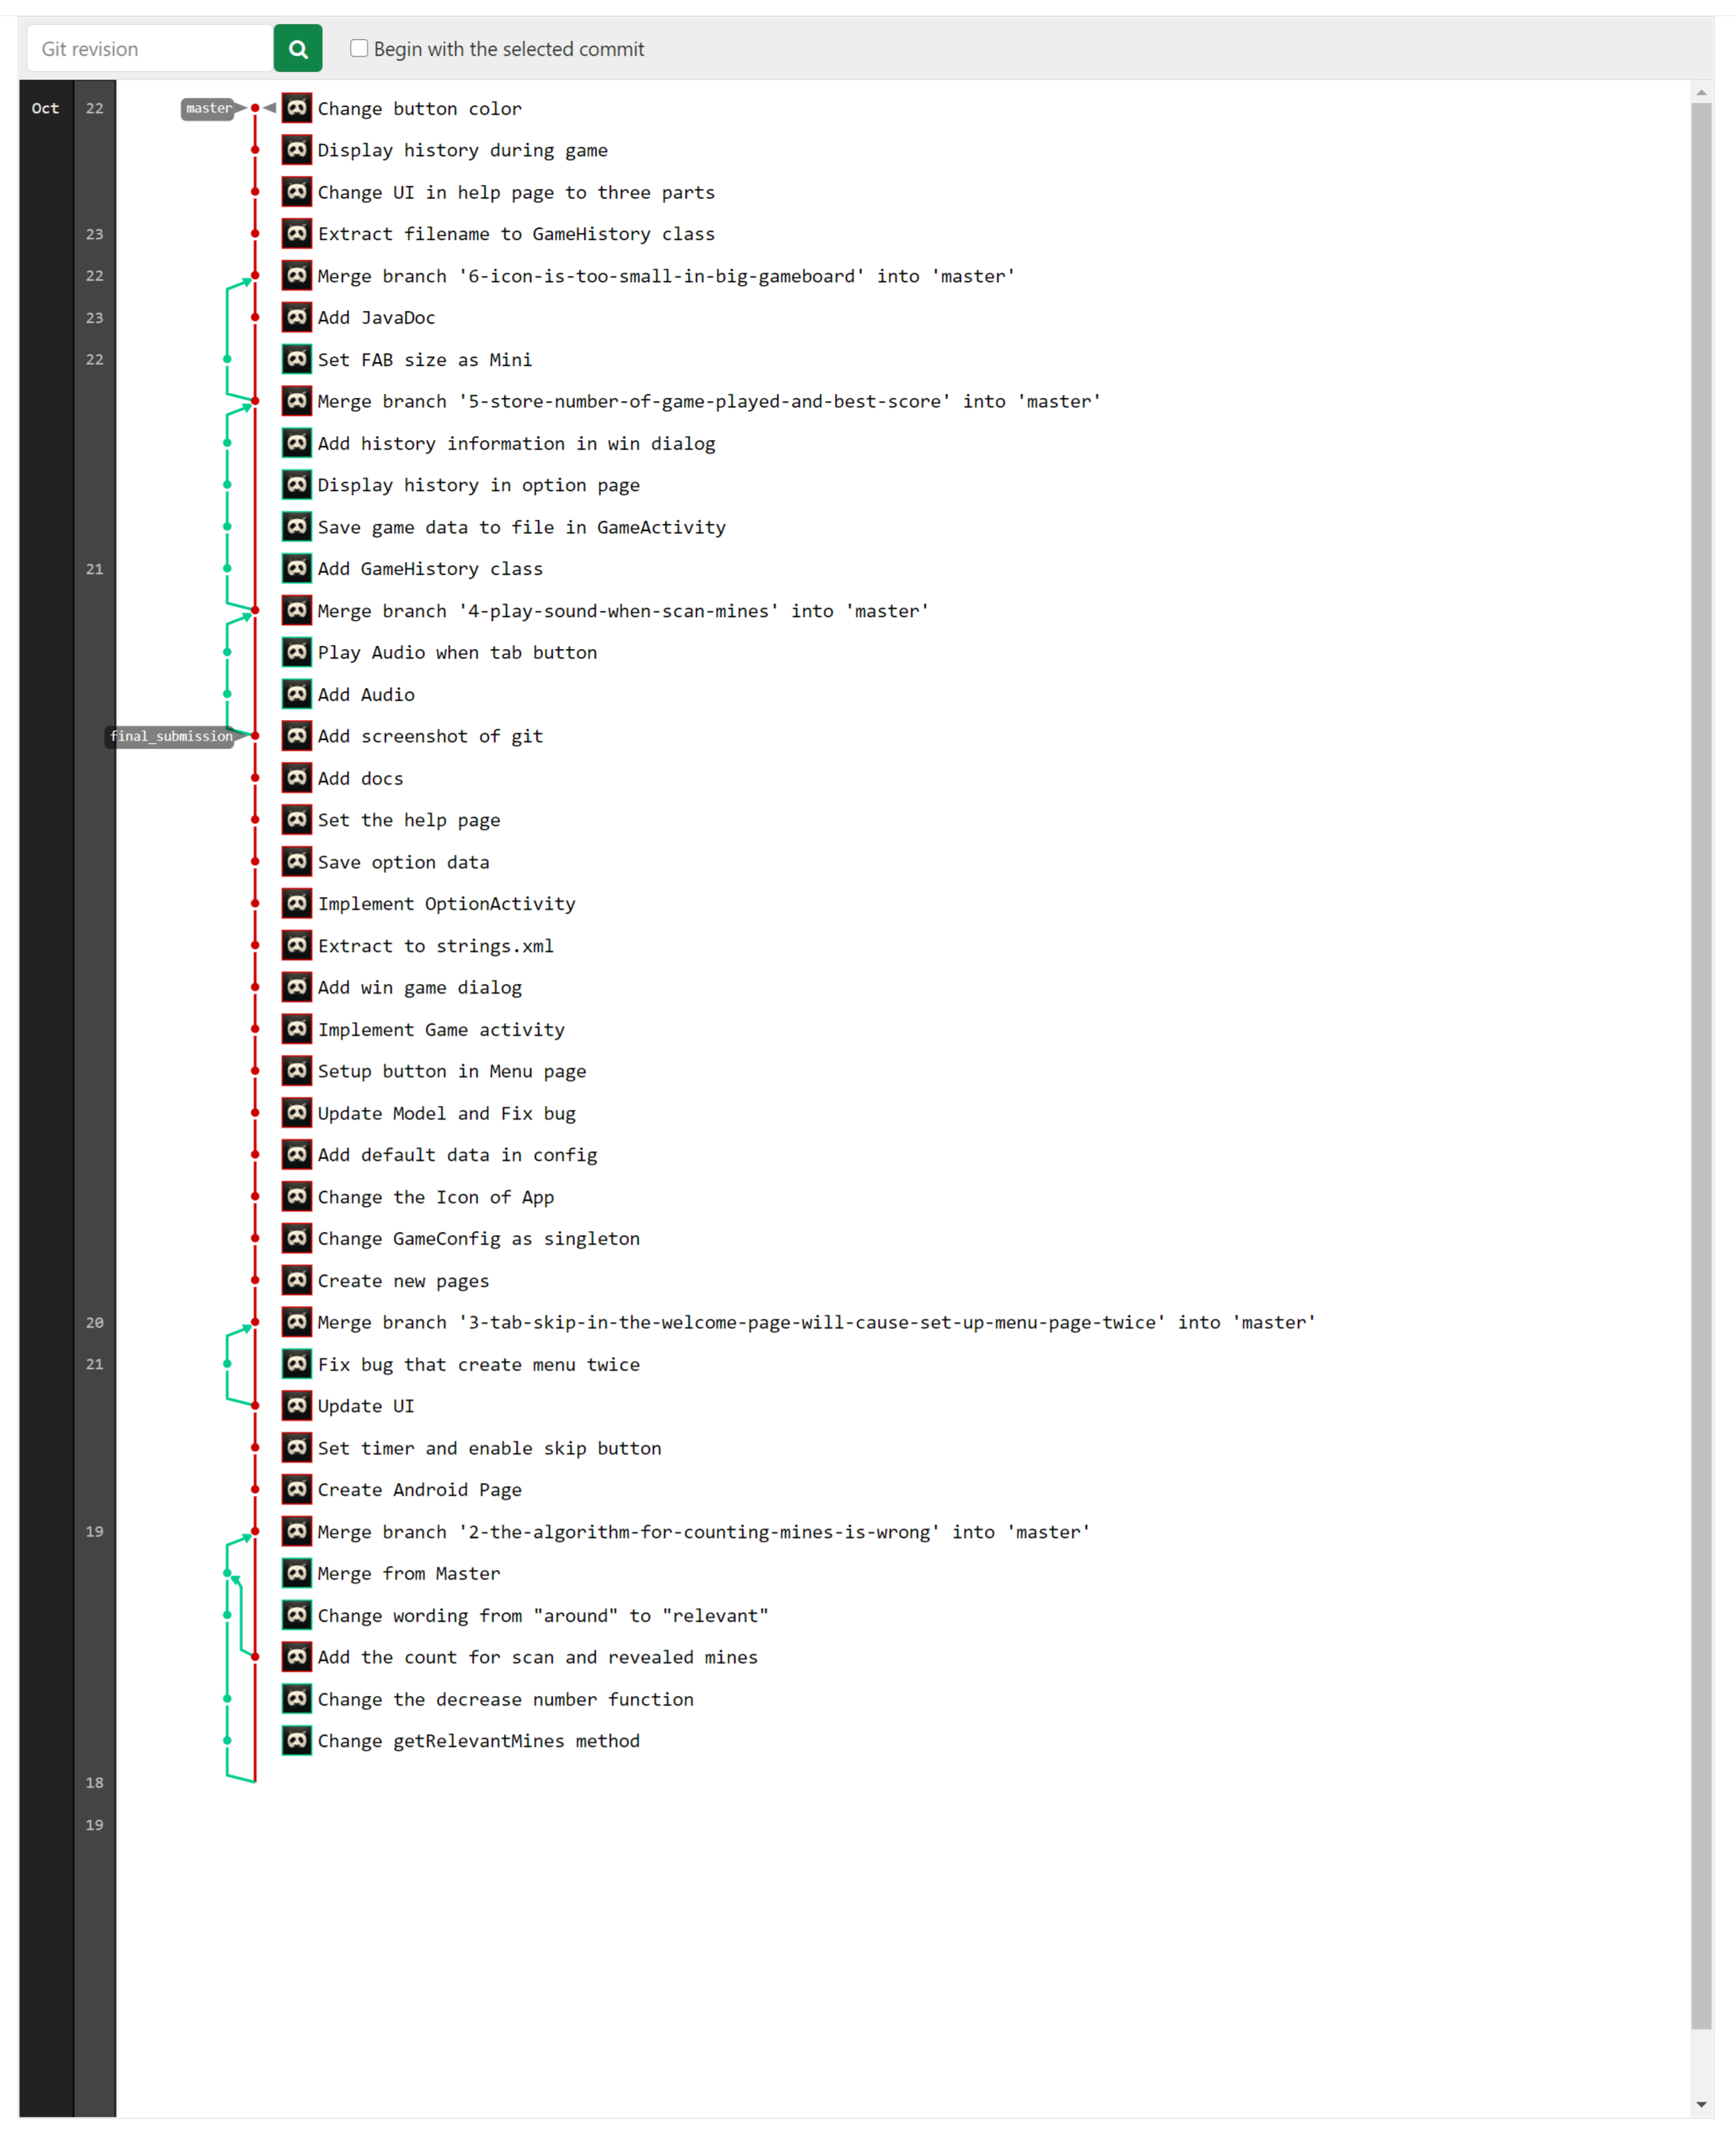 Git revision Begin with the selected commit
Oct 22 master Change button color
Display history during game
Change UI in help page to three parts
23 Extract filename to GameHistory class
22 Merge branch '6-icon-is-too-small-in-big-gameboard' into 'master'
23 Add JavaDoc
22 Set FAB size as Mini
Merge branch '5-store-number-of-game-played-and-best-score' into 'master'
Add history information in win dialog
Display history in option page
Save game data to file in GameActivity
21 Add GameHistory class
Merge branch '4-play-sound-when-scan-mines' into 'master'
Play Audio when tab button
Add Audio
final_submission Add screenshot of git
Add docs
Set the help page
Save option data
Implement OptionActivity
Extract to strings.xml
Add win game dialog
Implement Game activity
Setup button in Menu page
Update Model and Fix bug
Add default data in config
Change the Icon of App
Change GameConfig as singleton
Create new pages
20 Merge branch '3-tab-skip-in-the-welcome-page-will-cause-set-up-menu-page-twice' into 'master'
21 Fix bug that create menu twice
Update UI
Set timer and enable skip button
Create Android Page
19 Merge branch '2-the-algorithm-for-counting-mines-is-wrong' into 'master'
Merge from Master
Change wording from "around" to "relevant"
Add the count for scan and revealed mines
Change the decrease number function
Change getRelevantMines method
18
19